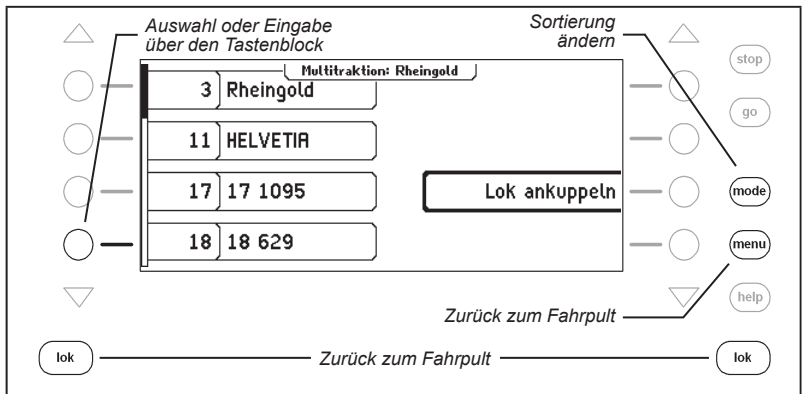 Auswahl oder Eingabe
über den Tastenblock
Sortierung
ändern
Multitraktion: Rheingold
3 Rheingold
11 HELVETIA
17 17 1095
18 18 629
Lok ankuppeln
stop
go
mode
menu
help
Zurück zum Fahrpult
lok
Zurück zum Fahrpult
lok